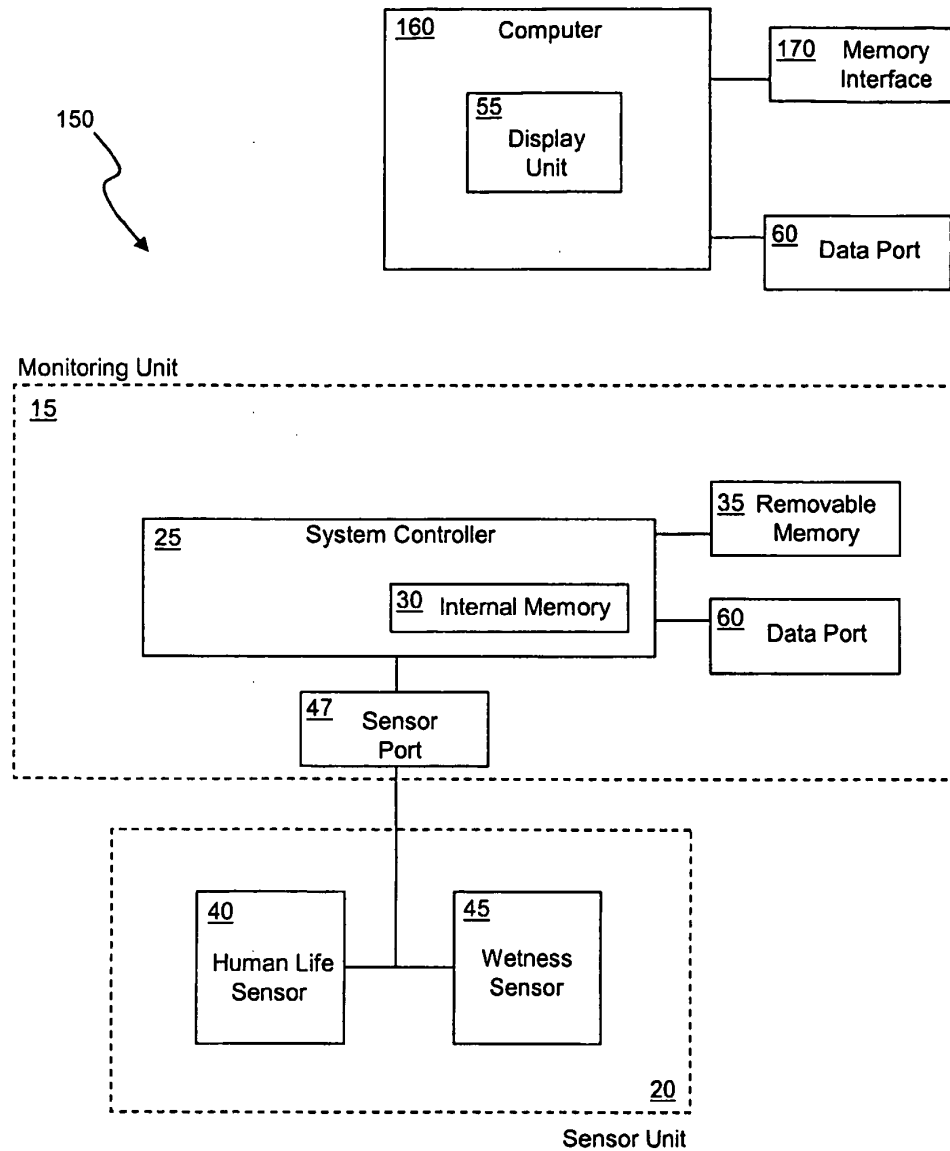 160 Computer
170 Memory
Interface
55
Display
Unit
150
60
Data Port
Monitoring Unit
15
25 System Controller
35 Removable
Memory
30 Internal Memory
60
Data Port
47
Sensor
Port
40
Human Life
Sensor
45
Wetness
Sensor
20
Sensor Unit